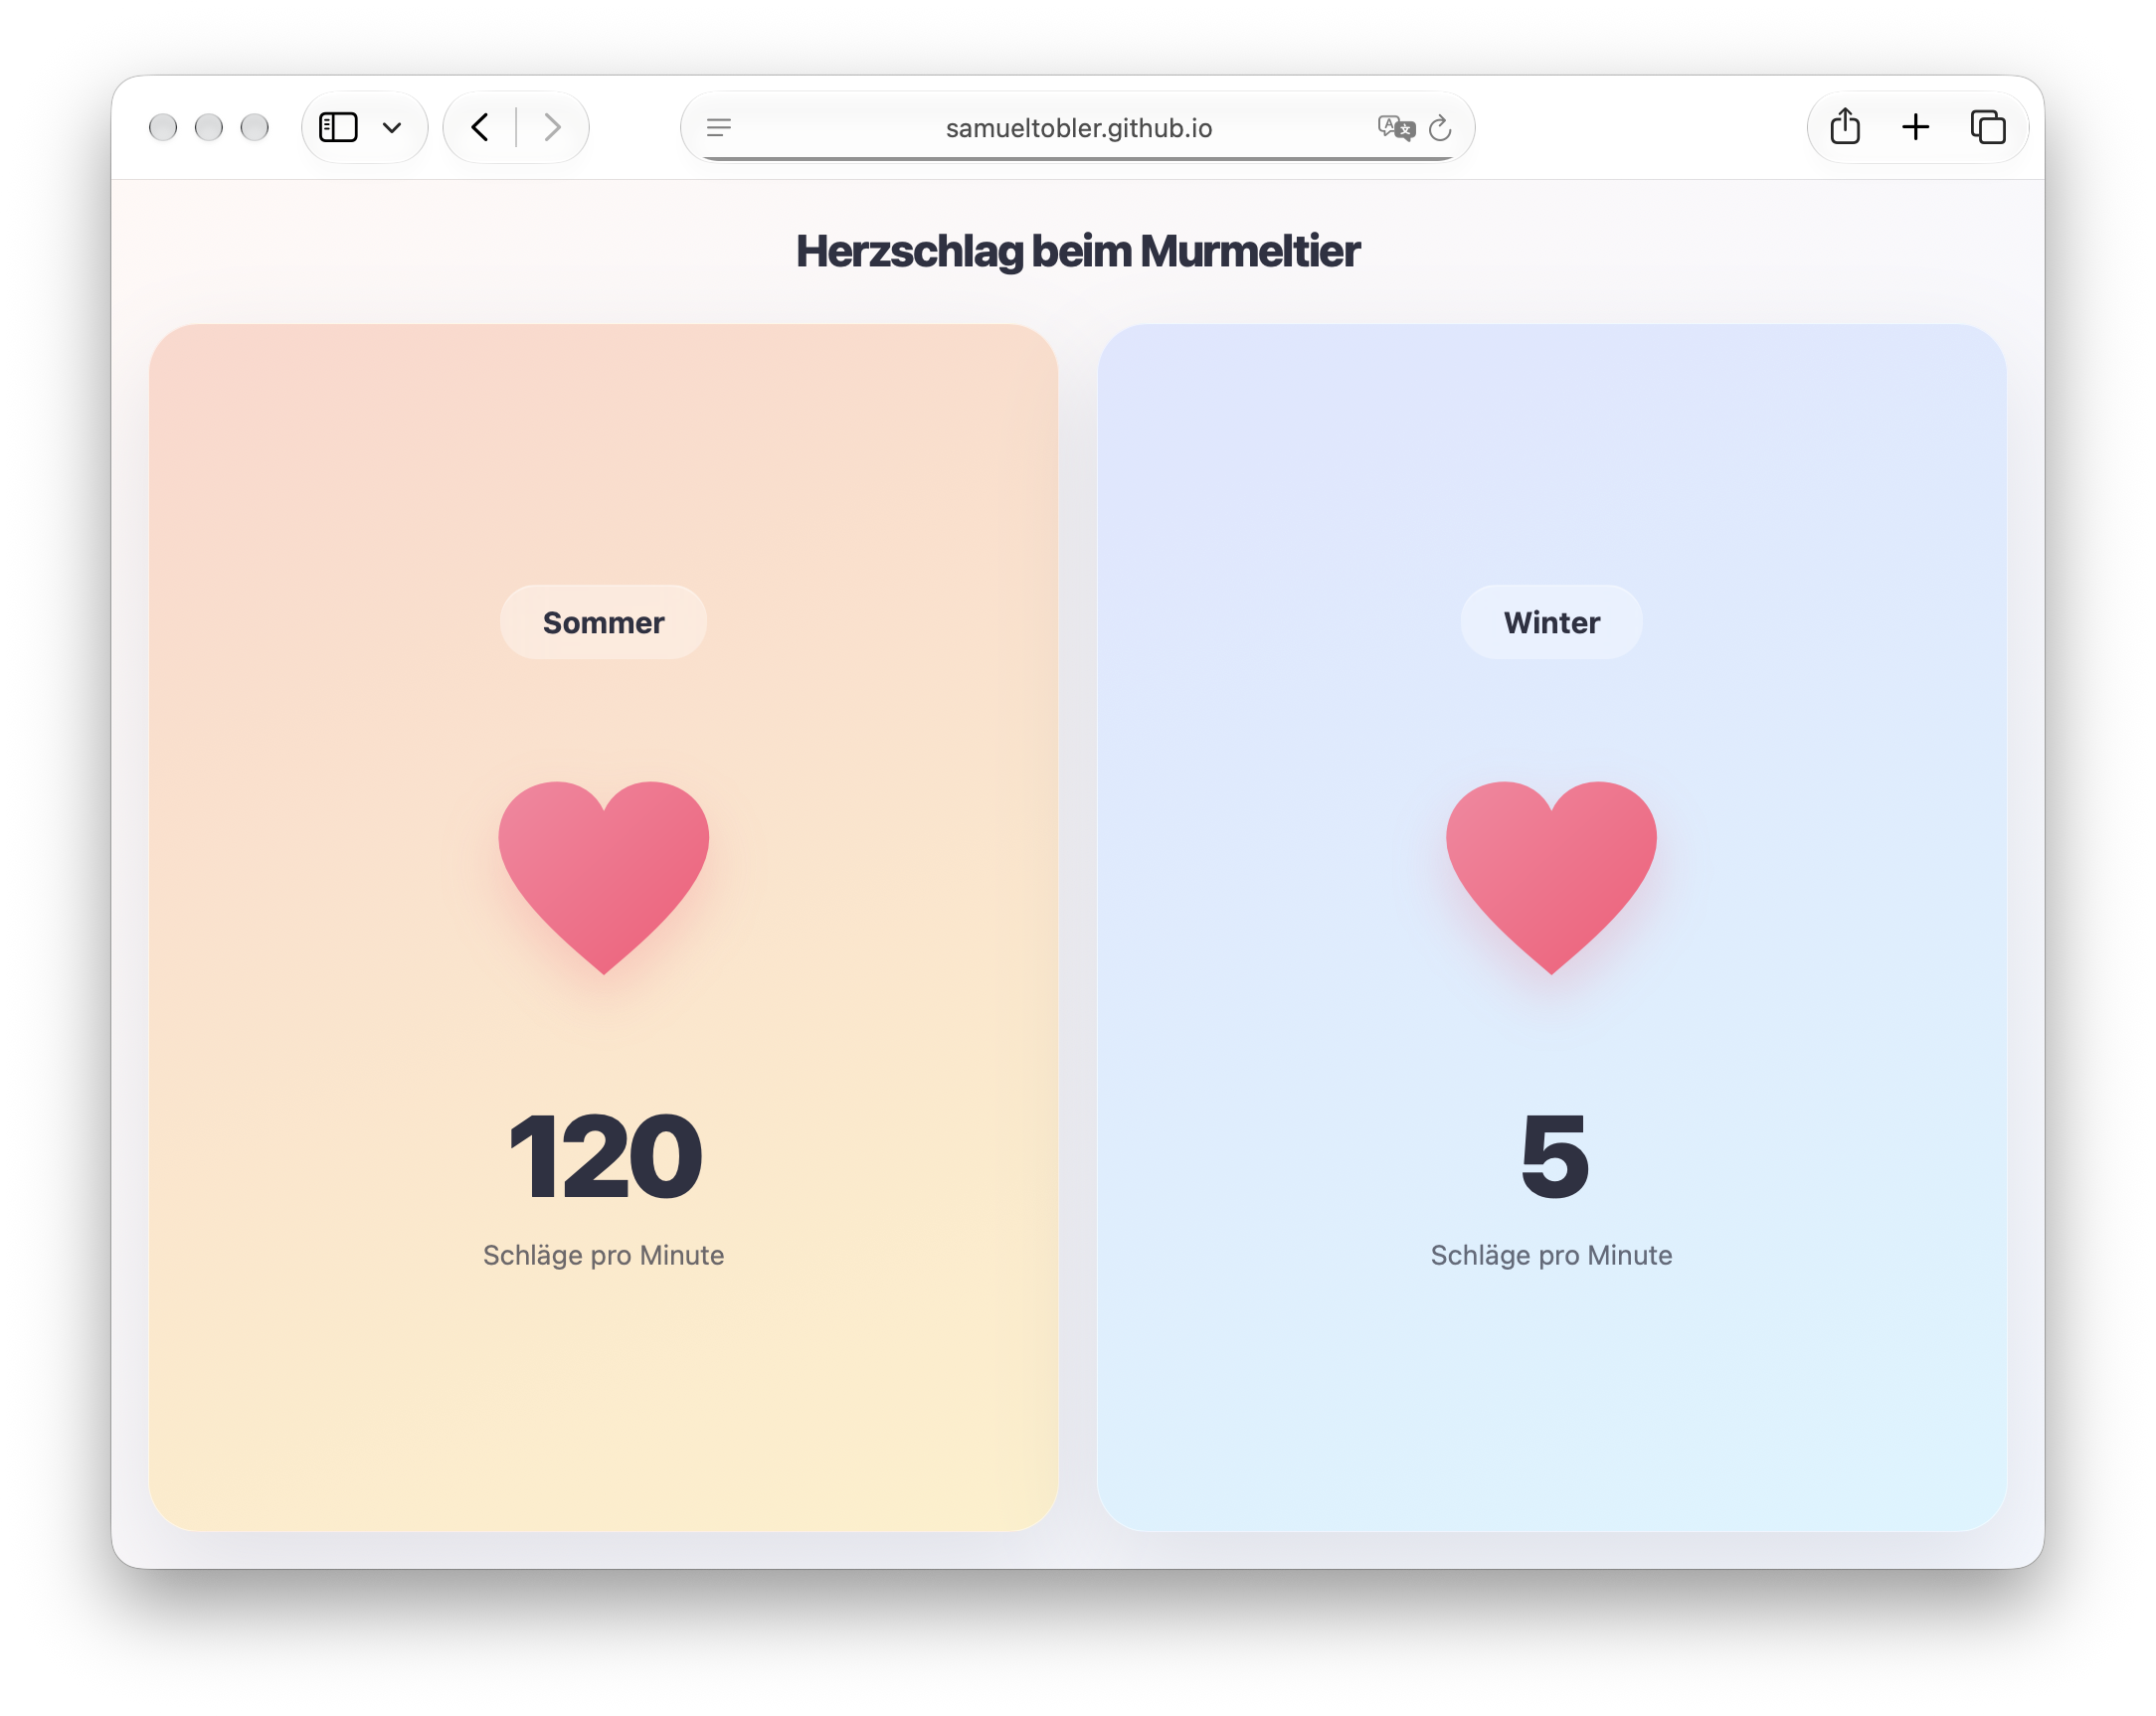 samueltobler.github.io
Herzschlag beim Murmeltier
Sommer
120
Schläge pro Minute
Winter
5
Schläge pro Minute